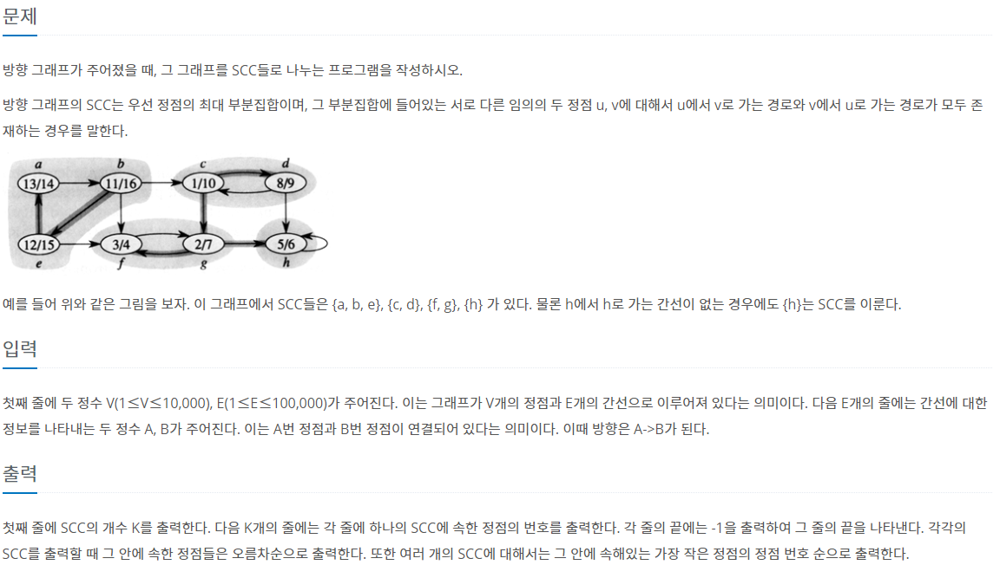 문제
방향 그래프가 주어졌을 때, 그 그래프를 SCC들로 나누는 프로그램을 작성하시오.
방향 그래프의 SCC는 우선 정점의 최대 부분집합이며, 그 부분집합에 들어있는 서로 다른 임의의 두 정점 u, v에 대해서 u에서 v로 가는 경로와 v에서 u로 가는 경로가 모두 존
재하는 경우를 말한다.
a b c d
13/14 11/16 1/10 8/9
12/15 3/4 2/7 5/6
e f g h
예를 들어 위와 같은 그림을 보자. 이 그래프에서 SCC들은 {a, b, e}, {c, d}, {f, g}, {h} 가 있다. 물론 h에서 h로 가는 간선이 없는 경우에도 {h}는 SCC를 이룬다.
입력
첫째 줄에 두 정수 V(1≤V≤10,000), E(1≤E≤100,000)가 주어진다. 이는 그래프가 V개의 정점과 E개의 간선으로 이루어져 있다는 의미이다. 다음 E개의 줄에는 간선에 대한
정보를 나타내는 두 정수 A, B가 주어진다. 이는 A번 정점과 B번 정점이 연결되어 있다는 의미이다. 이때 방향은 A->B가 된다.
출력
첫째 줄에 SCC의 개수 K를 출력한다. 다음 K개의 줄에는 각 줄에 하나의 SCC에 속한 정점의 번호를 출력한다. 각 줄의 끝에는 -1을 출력하여 그 줄의 끝을 나타낸다. 각각의
SCC를 출력할 때 그 안에 속한 정점들은 오름차순으로 출력한다. 또한 여러 개의 SCC에 대해서는 그 안에 속해있는 가장 작은 정점의 정점 번호 순으로 출력한다.